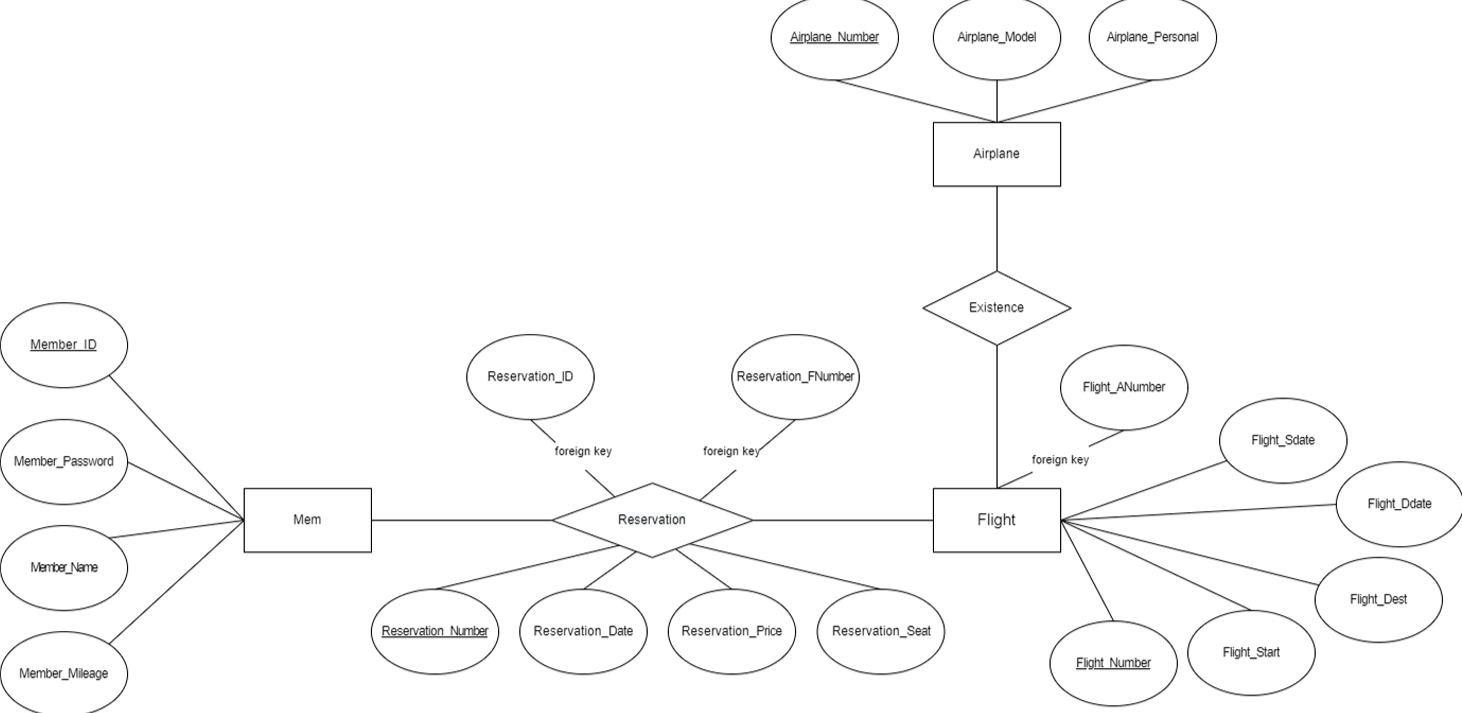 Airplane_Number
Airplane_Model
Airplane_Personal
Airplane
Existence
Member_ID
Reservation_ID
Reservation_FNumber
Flight_ANumber
Flight_Sdate
foreign key
foreign key
foreign key
Member_Password
Flight_Ddate
Mem
Reservation
Flight
Member_Name
Flight_Dest
Reservation_Number
Reservation_Date
Reservation_Price
Reservation_Seat
Flight_Start
Flight_Number
Member_Mileage